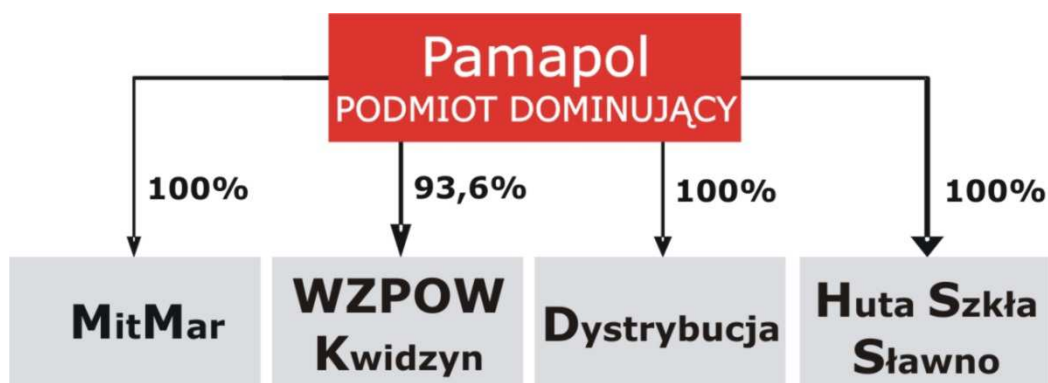 Pamapol
PODMIOT DOMINUJĄCY
100%
93,6%
100%
100%
MitMar
WZPOW
Kwidzyn
Dystrybucja
Huta Szkła
Sławno